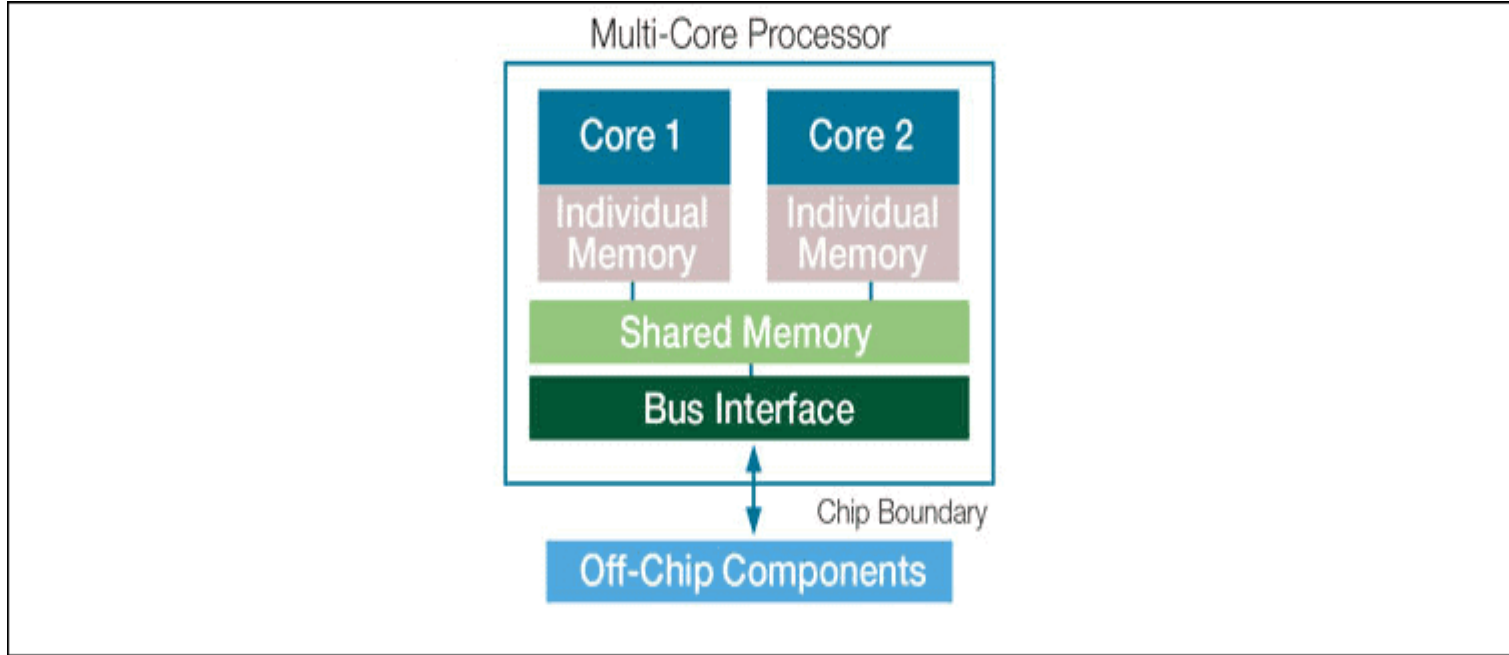 Multi-Core Processor
Core 1
Individual
Memory
Core 2
Individual
Memory
Shared Memory
Bus Interface
Chip Boundary
Off-Chip Components